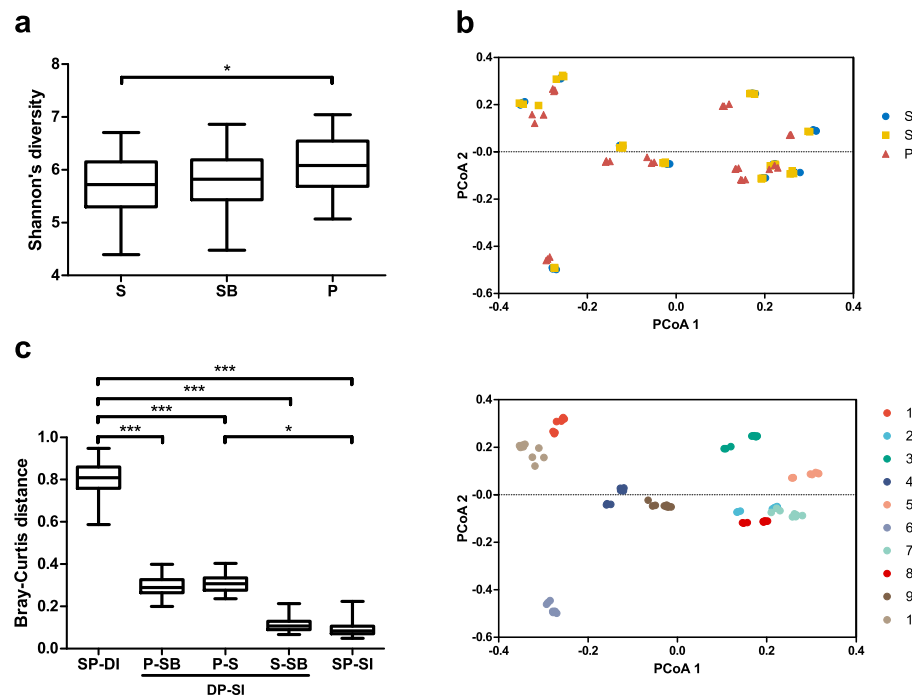 a
Shannon's diversity
8
7
6
5
4
*
S
SB
P
b
PCoA 2
0.4
0.2
-0.0
-0.2
-0.4
-0.6
-0.4
-0.2
0.0
0.2
0.4
PCoA 1
S
S
P
c
Bray-Curtis distance
***
***
***
***
*
1.0
0.8
0.6
0.4
0.2
0.0
SP-DI
P-SB
P-S
S-SB
SP-SI
DP-SI
PCoA 2
0.4
0.2
-0.0
-0.2
-0.4
-0.6
-0.4
-0.2
0.0
0.2
0.4
PCoA 1
1
2
3
4
5
6
7
8
9
1